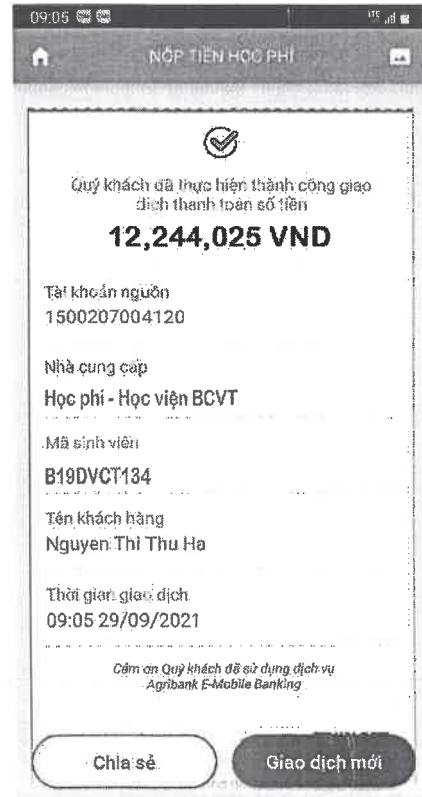 09:05
LTE
NỘP TIỀN HỌC PHÍ
Quý khách đã thực hiện thành công giao
dịch thanh toán số tiền
12,244,025 VND
Tài khoản nguồn
1500207004120
Nhà cung cấp
Học phí - Học viện BCVT
Mã sinh viên
B19DVCT134
Tên khách hàng
Nguyen Thi Thu Ha
Thời gian giao dịch
09:05 29/09/2021
Cảm ơn Quý khách đã sử dụng dịch vụ
Agribank E-Mobile Banking
Chia sẻ
Giao dịch mới